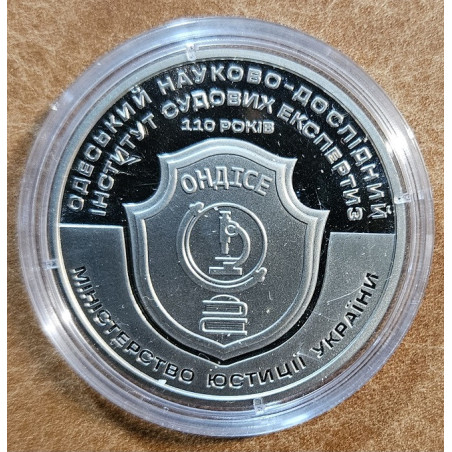 ОДЕСЬКИЙ НАУКОВО-ДОСЛІДНИЙ
ІНСТИТУТ СУДОВИХ ЕКСПЕРТИЗ
110 РОКІВ
ОНДІСЕ
МІНІСТЕРСТВО ЮСТИЦІЇ УКРАЇНИ